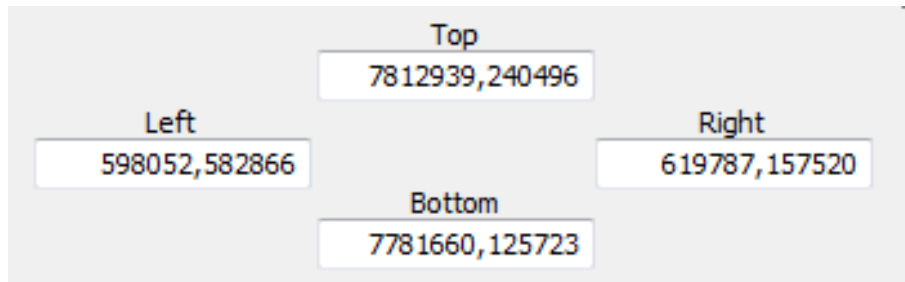 Top
7812939,240496
Left
Right
598052,582866
619787,157520
Bottom
7781660,125723